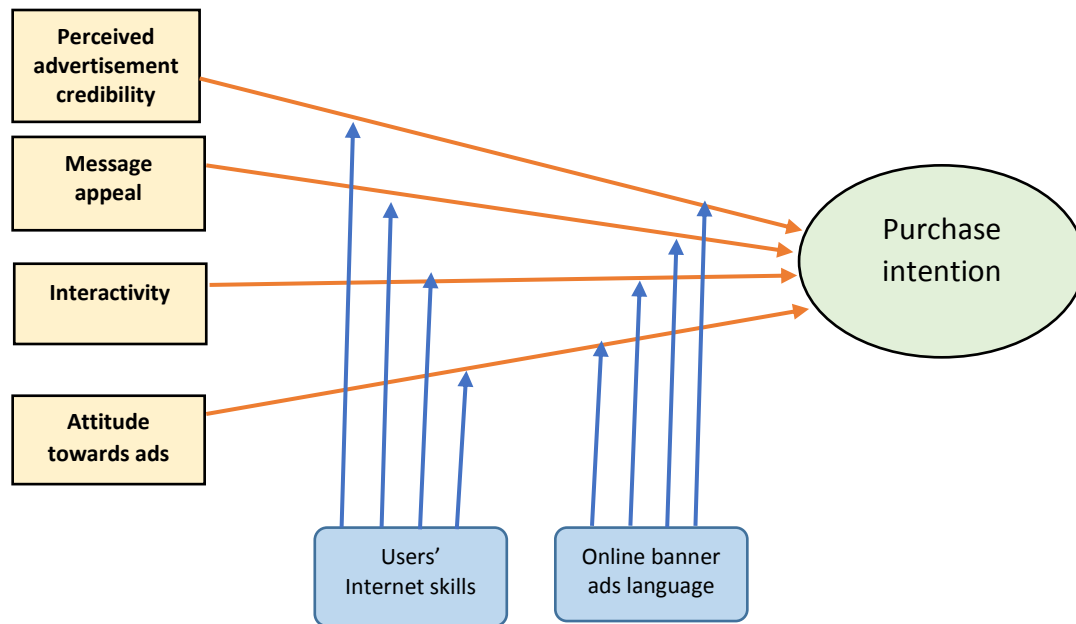 Perceived
advertisement
credibility
Message
appeal
Interactivity
Attitude
towards ads
Purchase
intention
Users’
Internet skills
Online banner
ads language